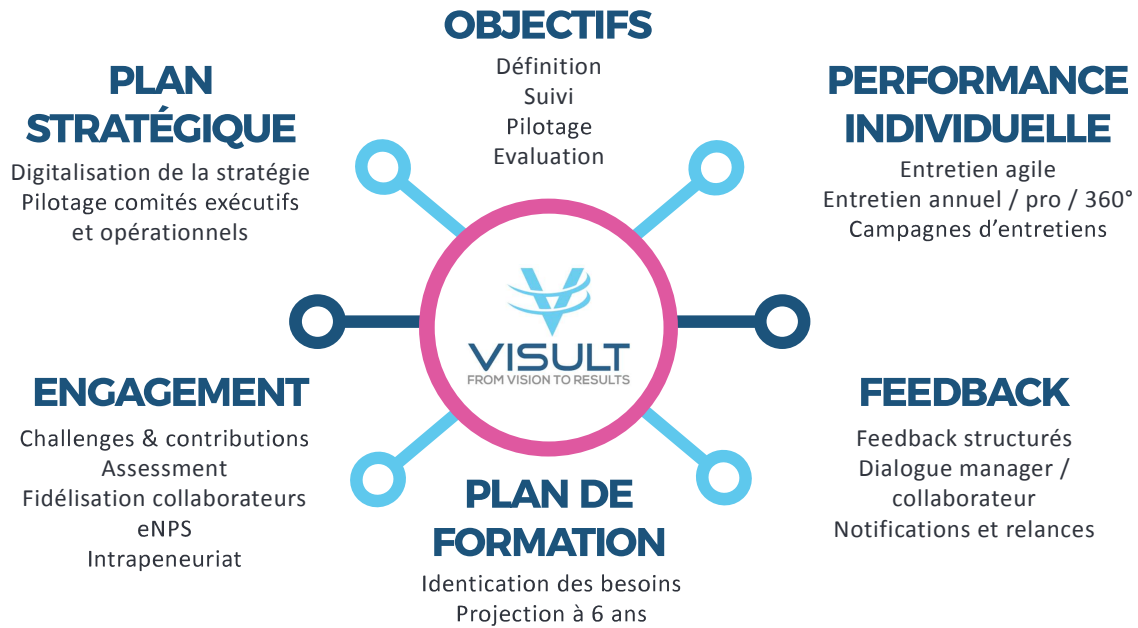 OBJECTIFS
Définition
Suivi
Pilotage
Evaluation
PLAN
STRATÉGIQUE
Digitalisation de la stratégie
Pilotage comités exécutifs
et opérationnels
PERFORMANCE
INDIVIDUELLE
Entretien agile
Entretien annuel / pro / 360°
Campagnes d’entretiens
VISULT
FROM VISION TO RESULTS
ENGAGEMENT
Challenges & contributions
Assessment
Fidélisation collaborateurs
eNPS
Intrapeneuriat
PLAN DE
FORMATION
Identication des besoins
Projection à 6 ans
FEEDBACK
Feedback structurés
Dialogue manager /
collaborateur
Notifications et relances